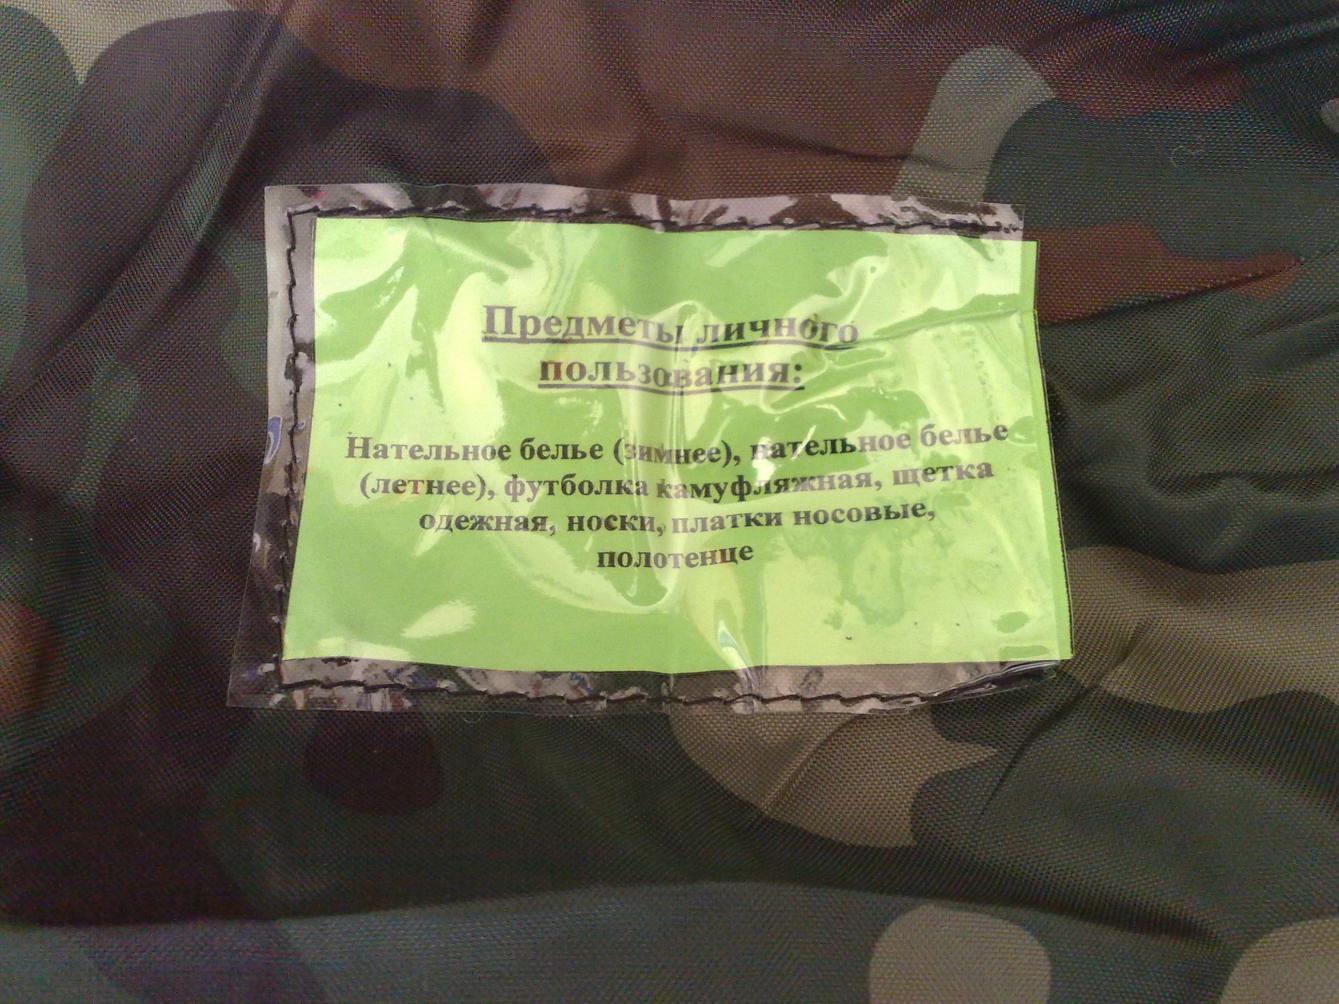 Предметы личного
пользования:
Нательное белье (зимнее), нательное белье
(летнее), футболка камуфляжная, щетка
одежная, носки, платки носовые,
полотенце